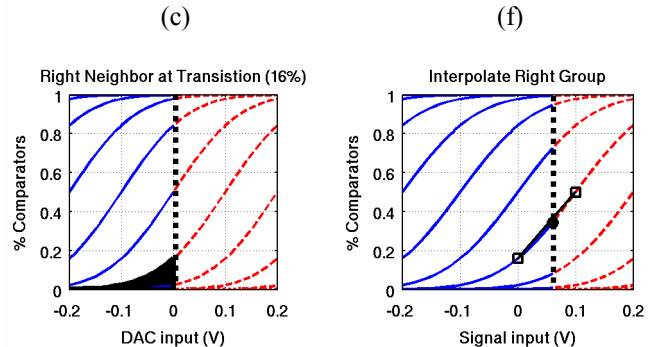 (c)
Right Neighbor at Transistion (16%)
% Comparators
1
0.8
0.6
0.4
0.2
0
-0.2 -0.1 0 0.1 0.2
DAC input (V)
(f)
Interpolate Right Group
% Comparators
1
0.8
0.6
0.4
0.2
0
-0.2 -0.1 0 0.1 0.2
Signal input (V)